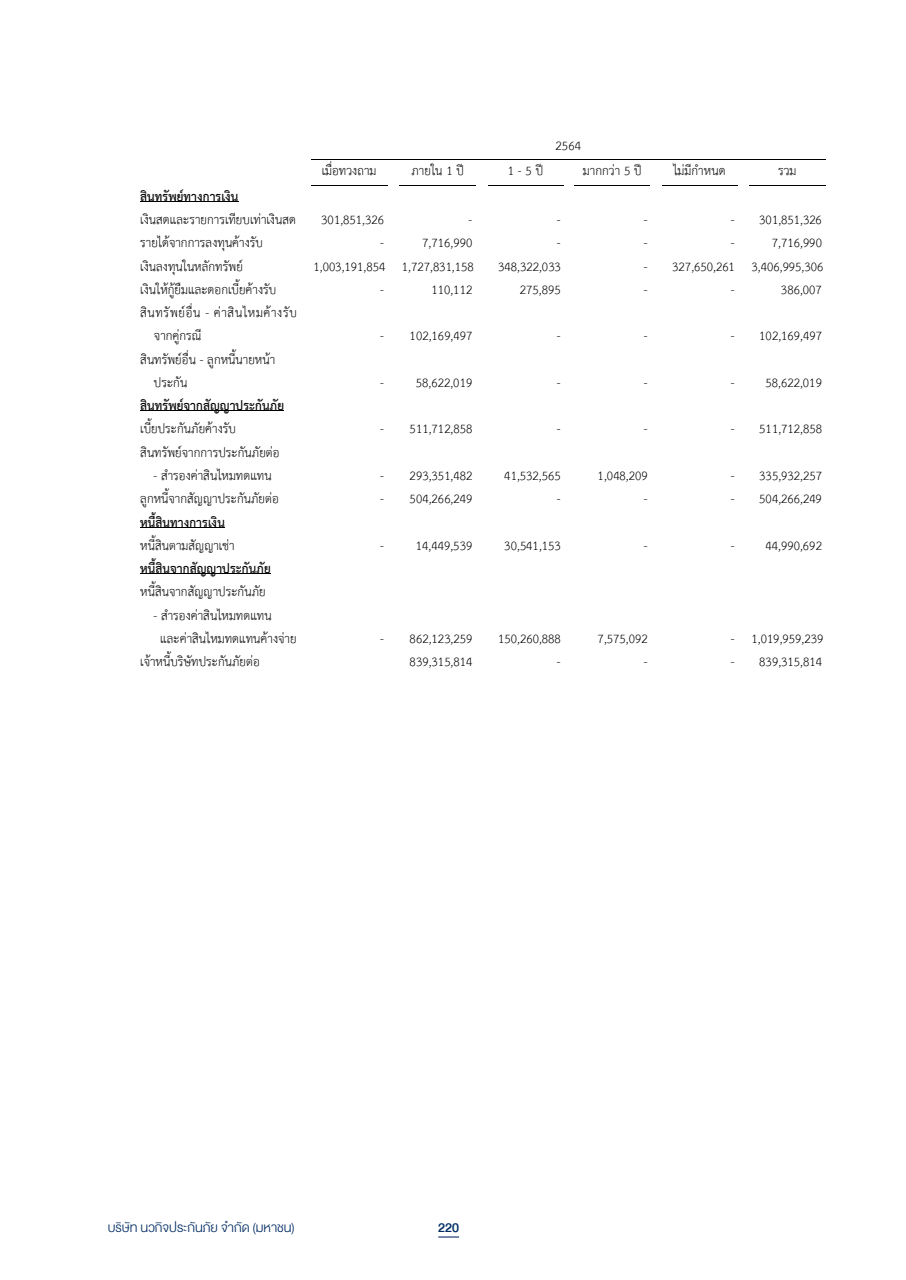 2564
เมื่อทวงถาม ภายใน 1 ปี 1 - 5 ปี มากกว่า 5 ปี ไม่มีกำหนด รวม
สินทรัพย์ทางการเงิน
เงินสดและรายการเทียบเท่าเงินสด 301,851,326 - - - - 301,851,326
รายได้จากการลงทุนค้างรับ - 7,716,990 - - - 7,716,990
เงินลงทุนในหลักทรัพย์ 1,003,191,854 1,727,831,158 348,322,033 - 327,650,261 3,406,995,306
เงินให้กู้ยืมและดอกเบี้ยค้างรับ - 110,112 275,895 - - 386,007
สินทรัพย์อื่น - ค่าสินไหมค้างรับ
จากคู่กรณี - 102,169,497 - - - 102,169,497
สินทรัพย์อื่น - ลูกหนี้นายหน้า
ประกัน - 58,622,019 - - - 58,622,019
สินทรัพย์จากสัญญาประกันภัย
เบี้ยประกันภัยค้างรับ - 511,712,858 - - - 511,712,858
สินทรัพย์จากการประกันภัยต่อ
- สำรองค่าสินไหมทดแทน - 293,351,482 41,532,565 1,048,209 - 335,932,257
ลูกหนี้จากสัญญาประกันภัยต่อ - 504,266,249 - - - 504,266,249
หนี้สินทางการเงิน
หนี้สินตามสัญญาเช่า - 14,449,539 30,541,153 - - 44,990,692
หนี้สินจากสัญญาประกันภัย
หนี้สินจากสัญญาประกันภัย
- สำรองค่าสินไหมทดแทน
และค่าสินไหมทดแทนค้างจ่าย - 862,123,259 150,260,888 7,575,092 - 1,019,959,239
เจ้าหนี้บริษัทประกันภัยต่อ 839,315,814 - - - 839,315,814
บริษัท นวกิจประกันภัย จำกัด (มหาชน) 220